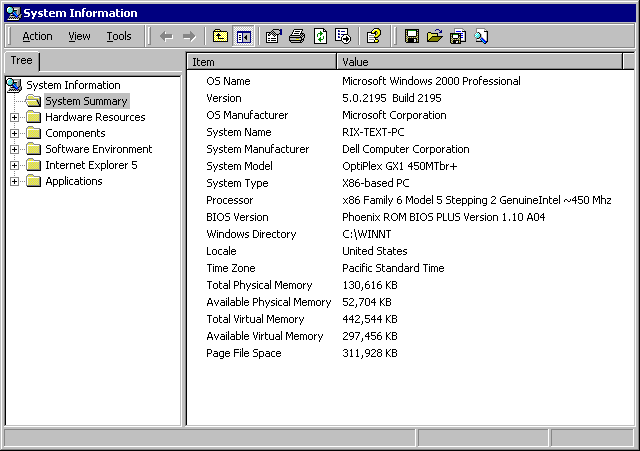 System Information
Action View Tools
Tree
System Information
System Summary
Hardware Resources
Components
Software Environment
Internet Explorer 5
Applications
Item Value
OS Name Microsoft Windows 2000 Professional
Version 5.0.2195 Build 2195
OS Manufacturer Microsoft Corporation
System Name RIX-TEXT-PC
System Manufacturer Dell Computer Corporation
System Model OptiPlex GX1 450MTbr+
System Type X86-based PC
Processor x86 Family 6 Model 5 Stepping 2 GenuineIntel ~450 Mhz
BIOS Version Phoenix ROM BIOS PLUS Version 1.10 A04
Windows Directory C:\WINNT
Locale United States
Time Zone Pacific Standard Time
Total Physical Memory 130,616 KB
Available Physical Memory 52,704 KB
Total Virtual Memory 442,544 KB
Available Virtual Memory 297,456 KB
Page File Space 311,928 KB